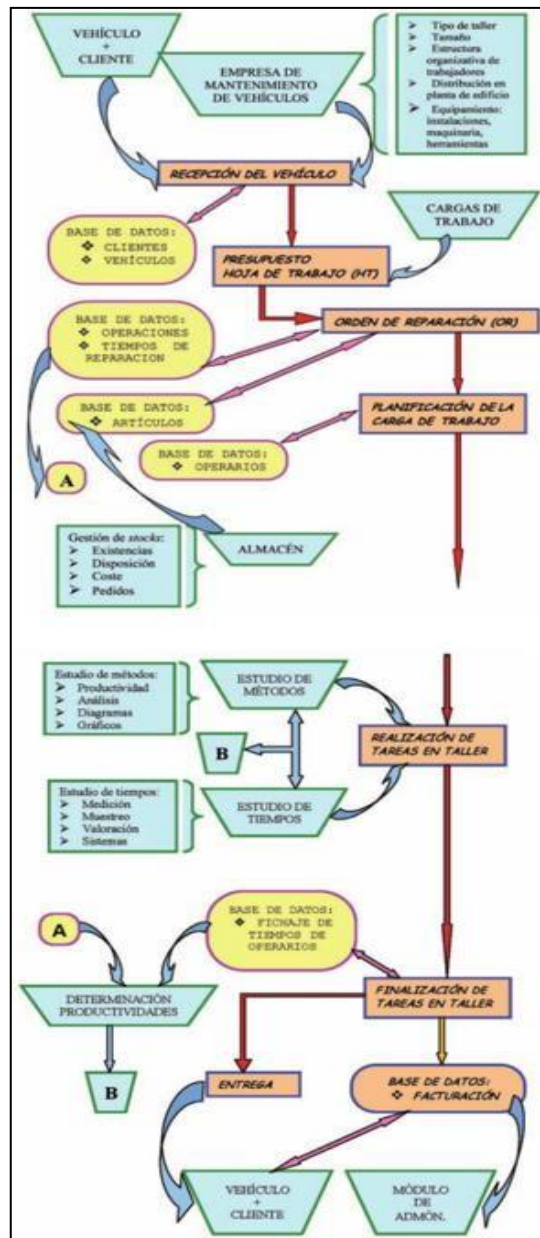 VEHÍCULO
+
CLIENTE
EMPRESA DE
MANTENIMIENTO
DE VEHÍCULOS
➢ Tipo de taller
➢ Tamaño
➢ Estructura
organizativa de
trabajadores
➢ Distribución en
planta de edificio
➢ Equipamiento:
instalaciones,
maquinaria,
herramientas
RECEPCIÓN DEL VEHÍCULO
CARGAS DE
TRABAJO
BASE DE DATOS:
❖ CLIENTES
❖ VEHÍCULOS
PRESUPUESTO
HOJA DE TRABAJO (HT)
BASE DE DATOS:
❖ OPERACIONES
❖ TIEMPOS DE
REPARACION
ORDEN DE REPARACIÓN (OR)
BASE DE DATOS:
❖ ARTÍCULOS
PLANIFICACIÓN DE LA
CARGA DE TRABAJO
BASE DE DATOS:
❖ OPERARIOS
A
Gestión de stocks:
➢ Existencias
➢ Disposición
➢ Coste
➢ Pedidos
ALMACÉN
Estudio de métodos:
➢ Productividad
➢ Análisis
➢ Diagramas
➢ Gráficos
ESTUDIO DE
MÉTODOS
B
REALIZACIÓN DE
TAREAS EN TALLER
Estudio de tiempos:
➢ Medición
➢ Muestreo
➢ Valoración
➢ Sistemas
ESTUDIO DE
TIEMPOS
A
BASE DE DATOS:
❖ FICHAJE DE
TIEMPOS DE
OPERARIOS
DETERMINACIÓN
PRODUCTIVIDADES
FINALIZACIÓN DE
TAREAS EN TALLER
B
ENTREGA
BASE DE DATOS:
❖ FACTURACIÓN
VEHÍCULO
+
CLIENTE
MÓDULO
DE
ADMÓN.